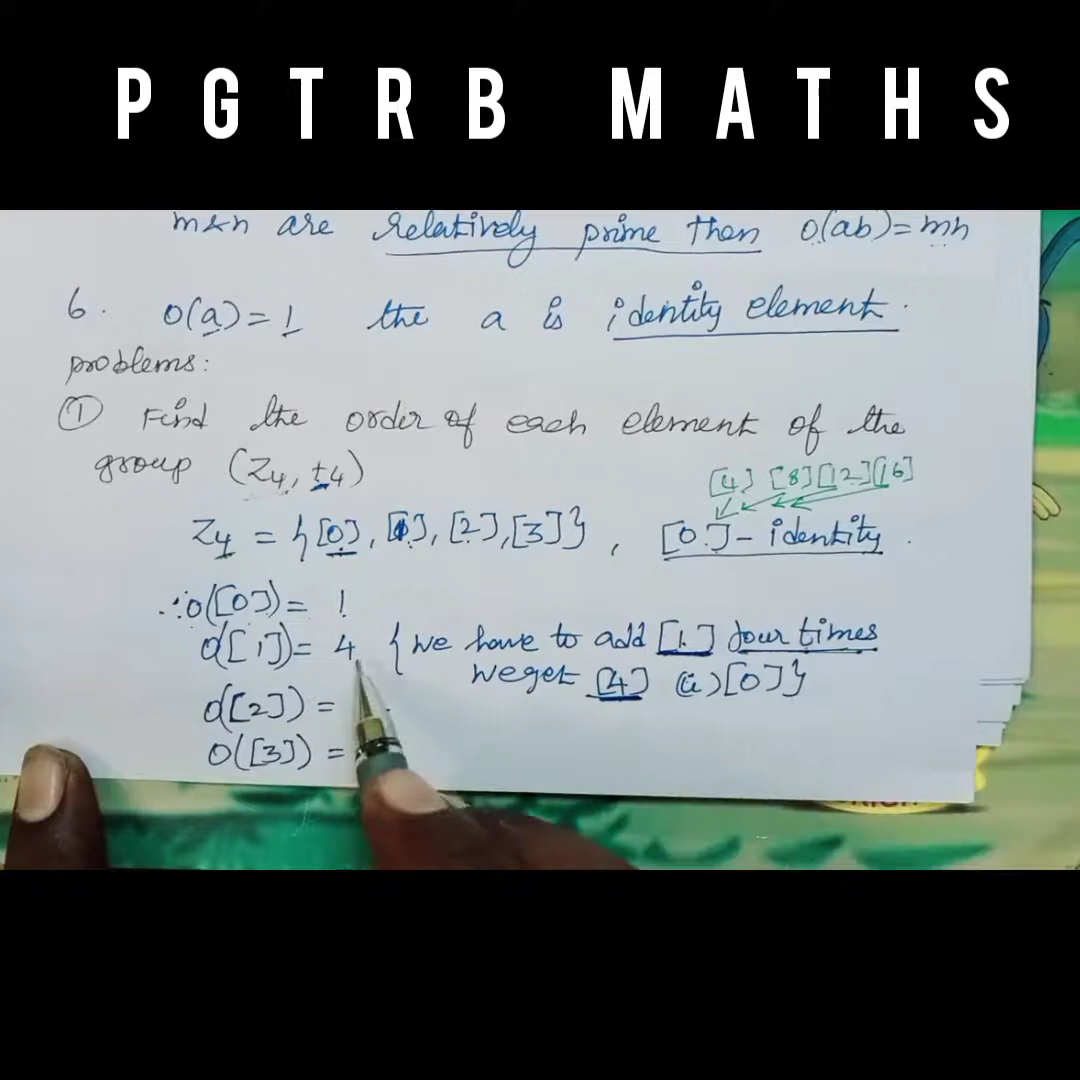 PGTRB MATHS
m&n are relatively prime then o(ab)=mn
6. o(a)=1 the a is identity element.
problems:
① Find the order of each element of the
group (Z4, +4)
[4] [8] [12] [16]
Z4 = {[0], [1], [2], [3]}, [0] - identity.
∴ o([0]) = 1
o([1]) = 4 {we have to add [1] four times
we get [4] (i.e) [0]}
o([2]) =
o([3]) =